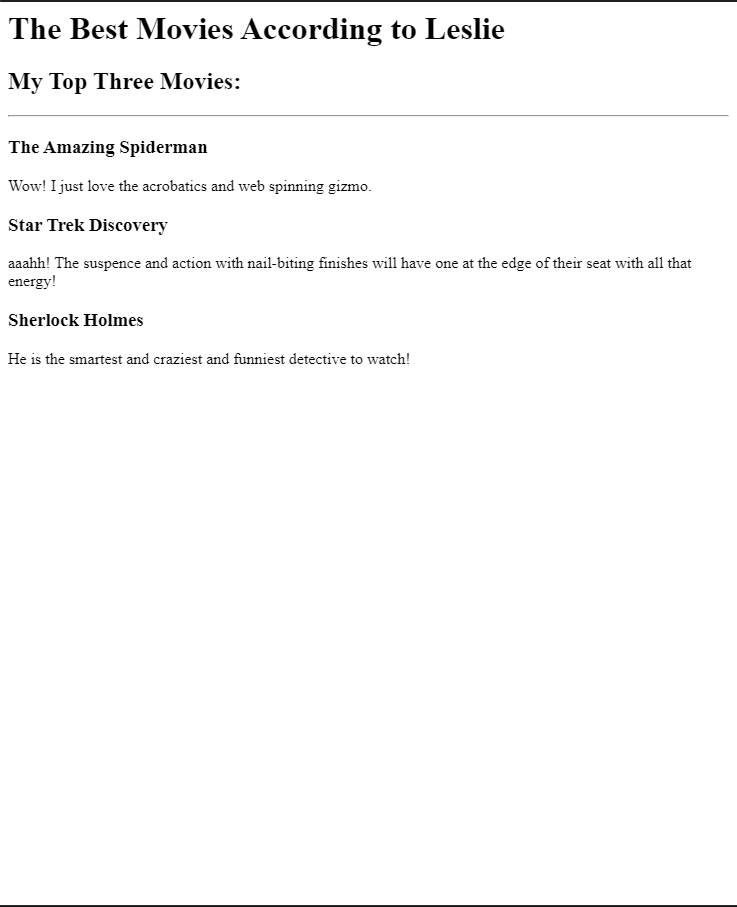 The Best Movies According to Leslie
My Top Three Movies:
The Amazing Spiderman
Wow! I just love the acrobatics and web spinning gizmo.
Star Trek Discovery
aaahh! The suspence and action with nail-biting finishes will have one at the edge of their seat with all that
energy!
Sherlock Holmes
He is the smartest and craziest and funniest detective to watch!